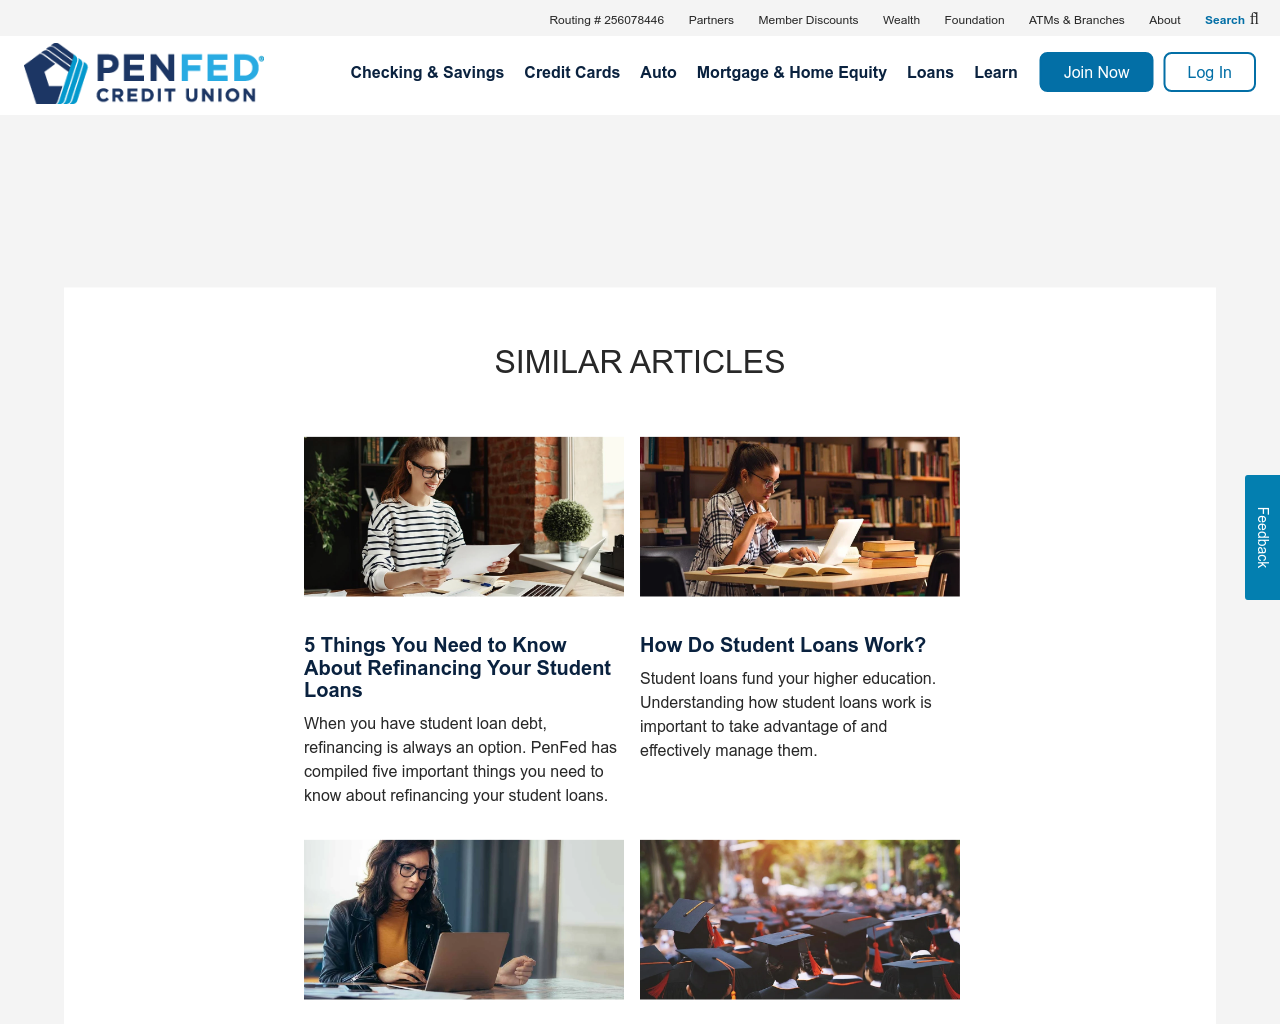 Routing # 256078446 Partners Member Discounts Wealth Foundation ATMs & Branches About Search
PENFED®
CREDIT UNION
Checking & Savings Credit Cards Auto Mortgage & Home Equity Loans Learn Join Now Log In
SIMILAR ARTICLES
5 Things You Need to Know
About Refinancing Your Student
Loans
When you have student loan debt,
refinancing is always an option. PenFed has
compiled five important things you need to
know about refinancing your student loans.
How Do Student Loans Work?
Student loans fund your higher education.
Understanding how student loans work is
important to take advantage of and
effectively manage them.
Feedback